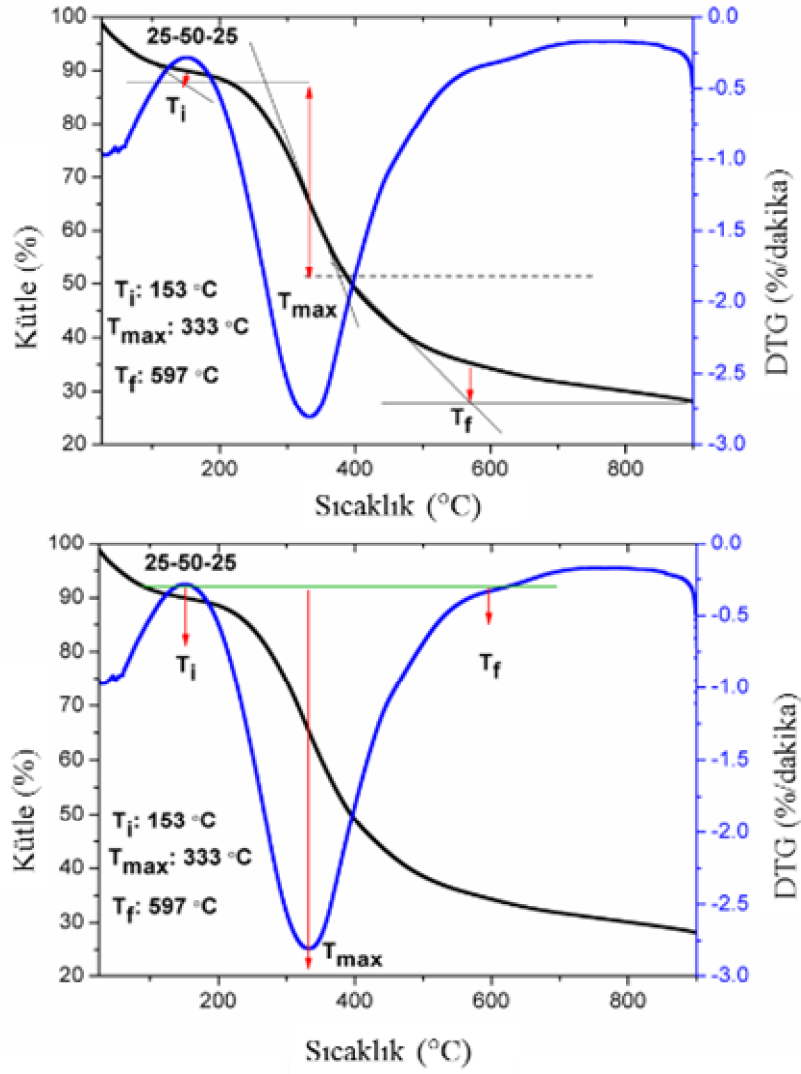 25-50-25
100
90
80
70
60
50
40
30
20
Kütle (%)
0.0
-0.5
-1.0
-1.5
-2.0
-2.5
-3.0
DTG (%/dakika)
Ti
Tmax
Tf
Ti: 153 °C
Tmax: 333 °C
Tf: 597 °C
200 400 600 800
Sıcaklık (°C)
25-50-25
100
90
80
70
60
50
40
30
20
Kütle (%)
0.0
-0.5
-1.0
-1.5
-2.0
-2.5
-3.0
DTG (%/dakika)
Ti
Tf
Ti: 153 °C
Tmax: 333 °C
Tf: 597 °C
Tmax
200 400 600 800
Sıcaklık (°C)